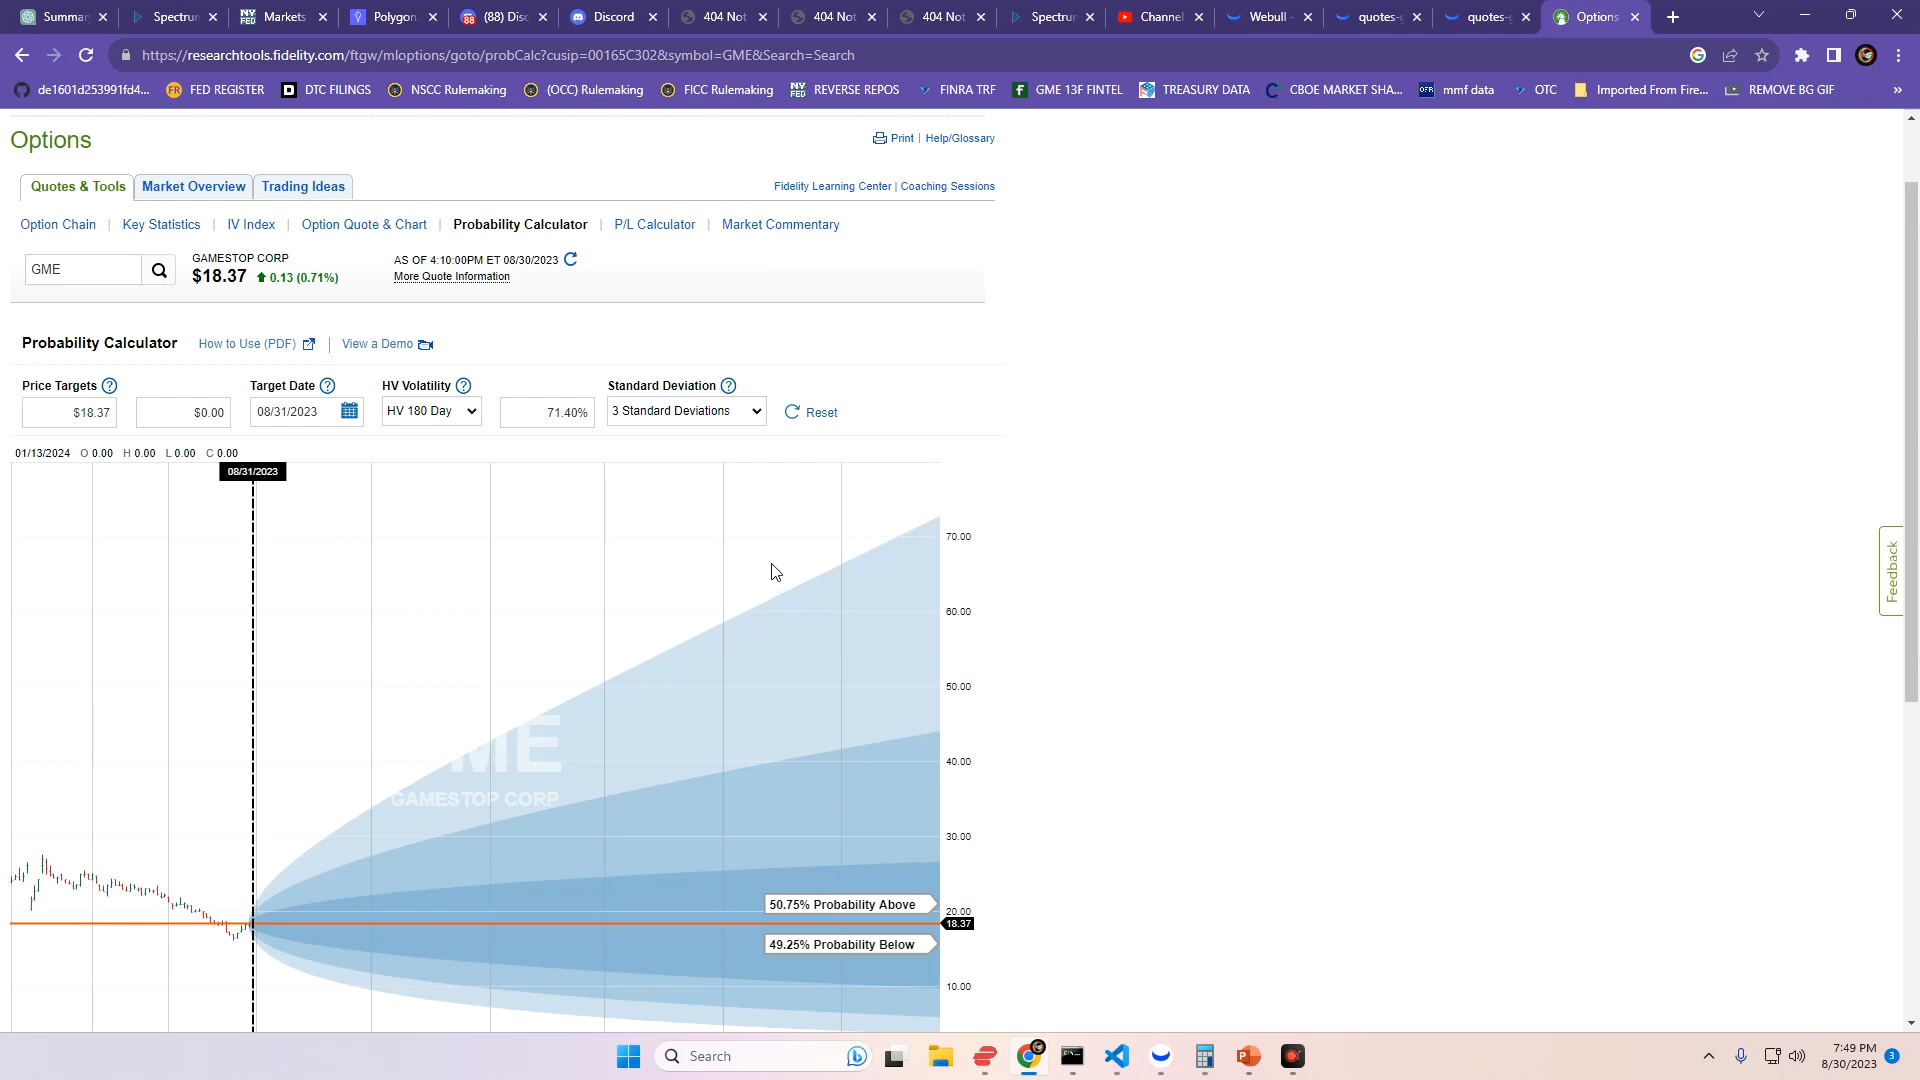 Summar
Spectrun
Markets
Polygon.
(88) Disc
Discord
404 Not
404 Not
404 Not
Spectrun
Channel
Webull -
quotes-g
quotes-g
Options
https://researchtools.fidelity.com/ftgw/mloptions/goto/probCalc?cusip=00165C302&symbol=GME&Search=Search
de1601d253991fd4...
FED REGISTER
DTC FILINGS
NSCC Rulemaking
(OCC) Rulemaking
FICC Rulemaking
REVERSE REPOS
FINRA TRF
GME 13F FINTEL
TREASURY DATA
CBOE MARKET SHA...
mmf data
OTC
Imported From Fire...
REMOVE BG GIF
»
Options
Print | Help/Glossary
Quotes & Tools
Market Overview
Trading Ideas
Fidelity Learning Center | Coaching Sessions
Option Chain | Key Statistics | IV Index | Option Quote & Chart | Probability Calculator | P/L Calculator | Market Commentary
GME
GAMESTOP CORP
$18.37 0.13 (0.71%)
AS OF 4:10:00PM ET 08/30/2023
More Quote Information
Probability Calculator How to Use (PDF) | View a Demo
Price Targets ? Target Date ? HV Volatility ? Standard Deviation ?
$18.37 $0.00 08/31/2023 HV 180 Day 71.40% 3 Standard Deviations Reset
01/13/2024 O 0.00 H 0.00 L 0.00 C 0.00
08/31/2023
70.00
60.00
50.00
40.00
30.00
20.00
18.37
10.00
GME
GAMESTOP CORP
50.75% Probability Above
49.25% Probability Below
Feedback
Search
7:49 PM
8/30/2023
3